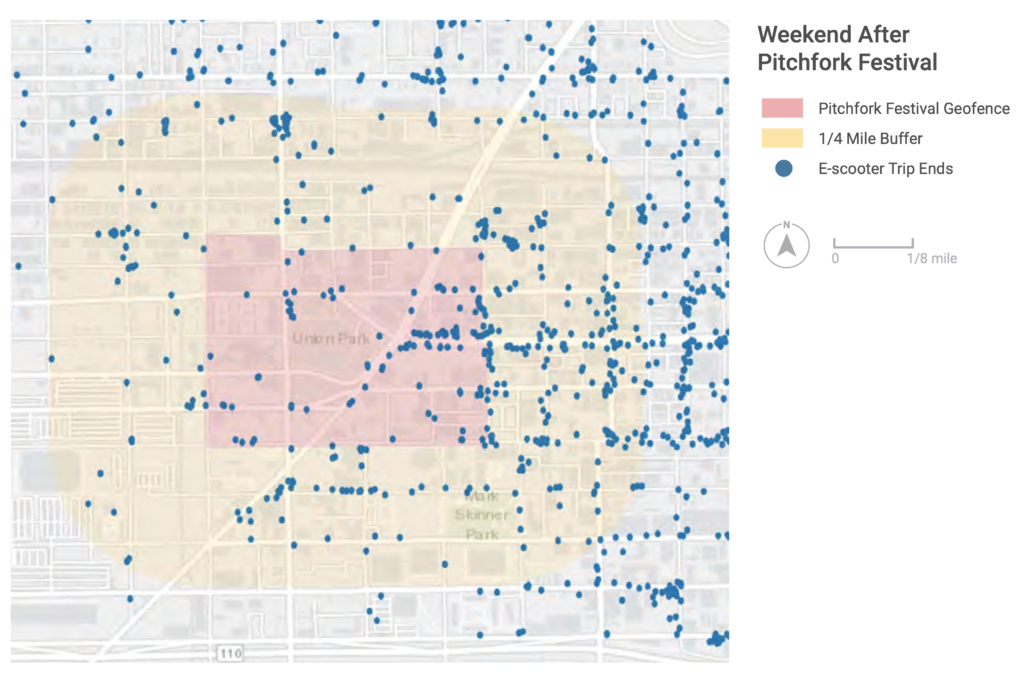 Weekend After
Pitchfork Festival
Pitchfork Festival Geofence
1/4 Mile Buffer
E-scooter Trip Ends
N
0 1/8 mile
Union Park
Mark
Skinner
Park
110